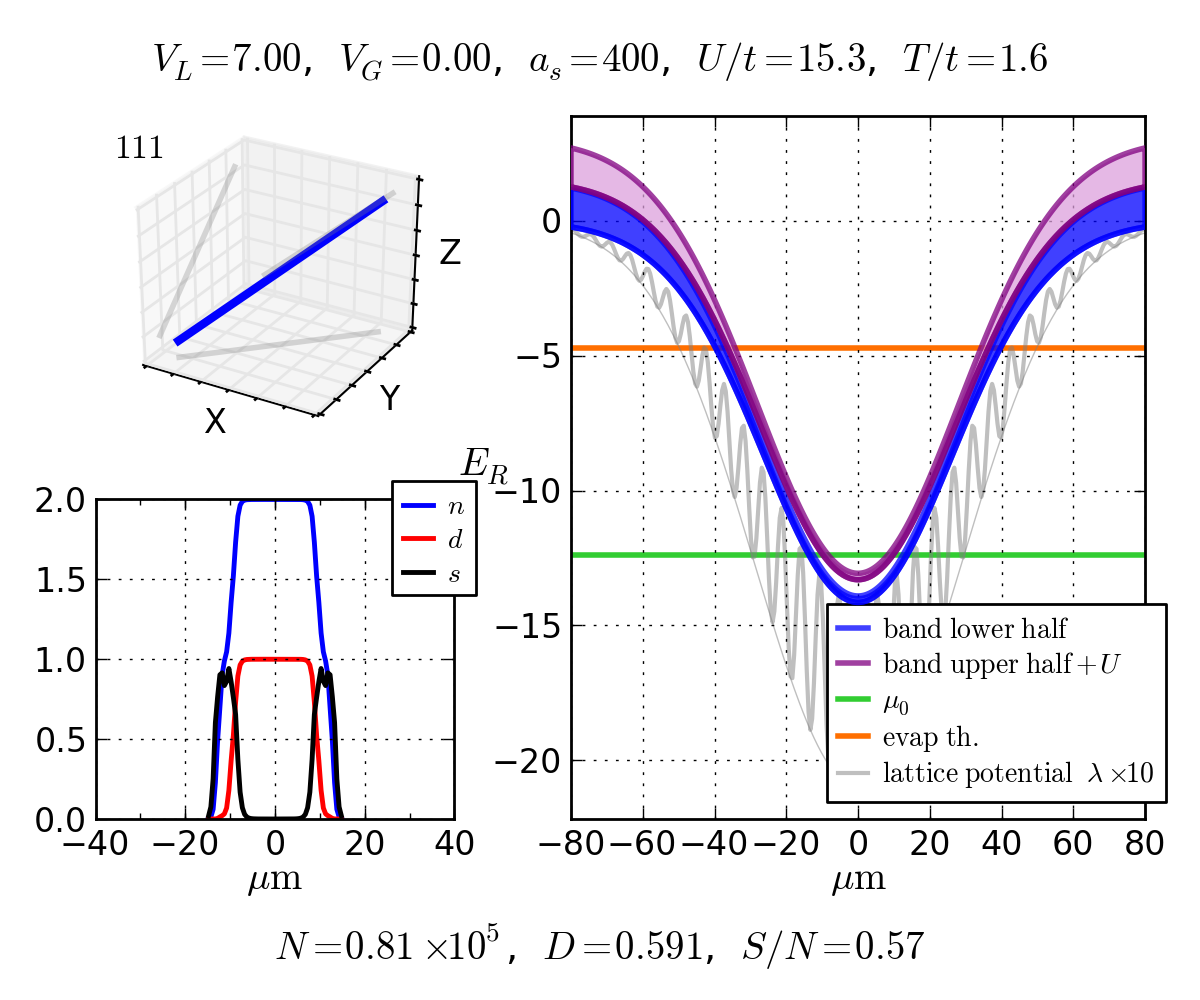 V_L=7.00, V_G=0.00, a_s=400, U/t=15.3, T/t=1.6
111
Z
Y
X
E_R
2.0
1.5
1.0
0.5
0.0
−40 −20 0 20 40
μm
n
d
s
0
−5
−10
−15
−20
−80 −60 −40 −20 0 20 40 60 80
μm
band lower half
band upper half+U
μ_0
evap th.
lattice potential λ×10
N=0.81×10^5, D=0.591, S/N=0.57